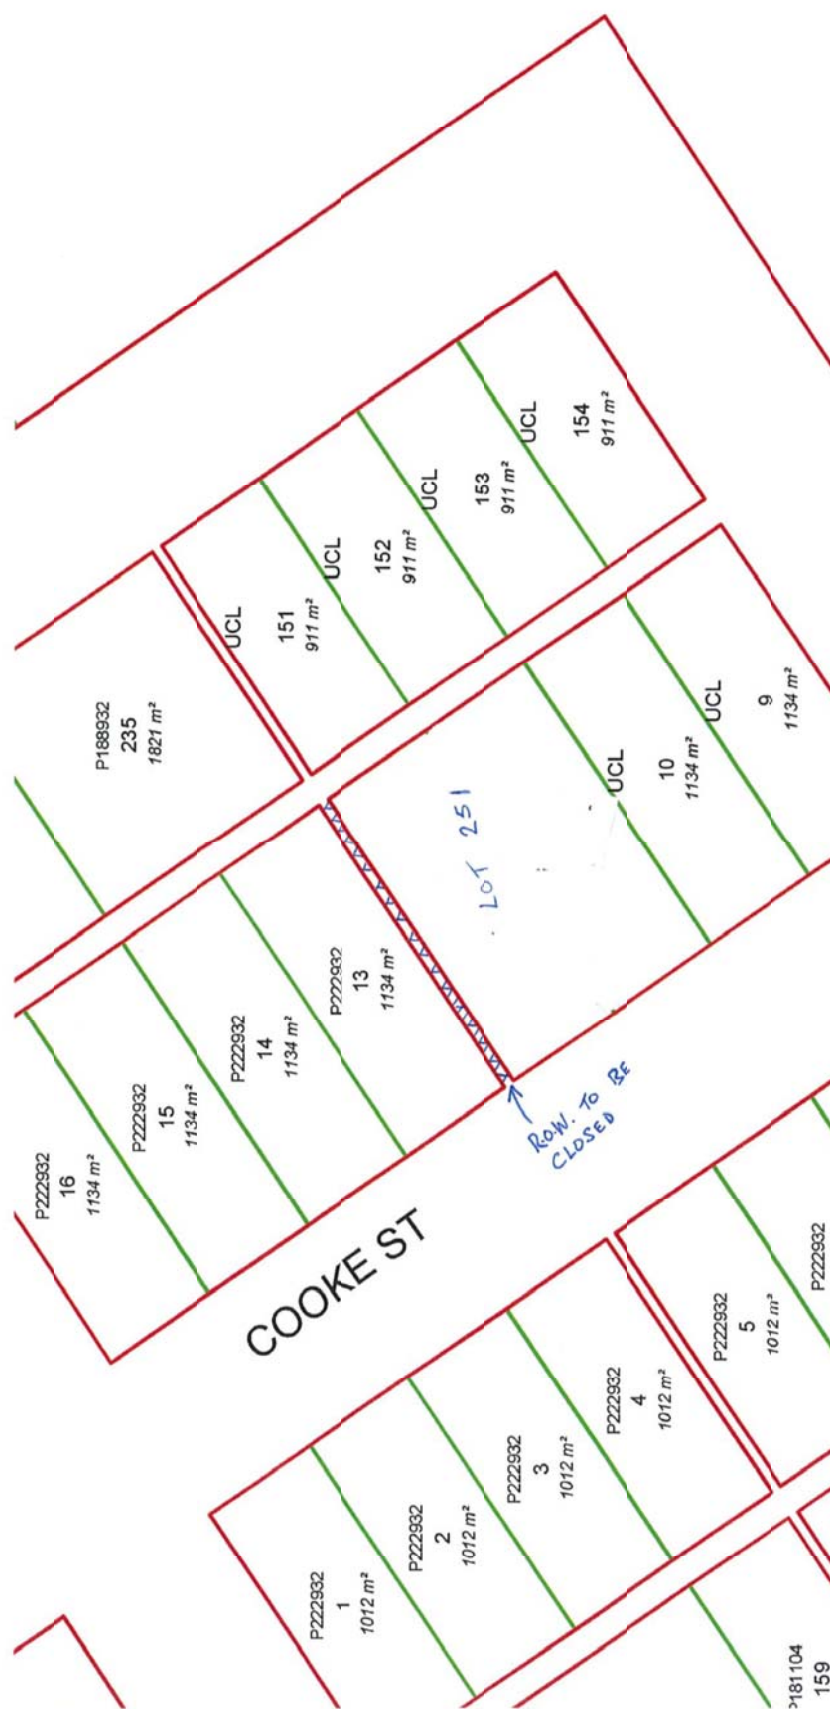 P188932
235
1821 m²
UCL
151
911 m²
UCL
152
911 m²
UCL
153
911 m²
UCL
154
911 m²
P222932
16
1134 m²
P222932
15
1134 m²
P222932
14
1134 m²
P222932
13
1134 m²
LOT 251
UCL
10
1134 m²
UCL
9
1134 m²
R.O.W. TO BE
CLOSED
COOKE ST
P222932
1
1012 m²
P222932
2
1012 m²
P222932
3
1012 m²
P222932
4
1012 m²
P222932
5
1012 m²
P222932
P181104
159